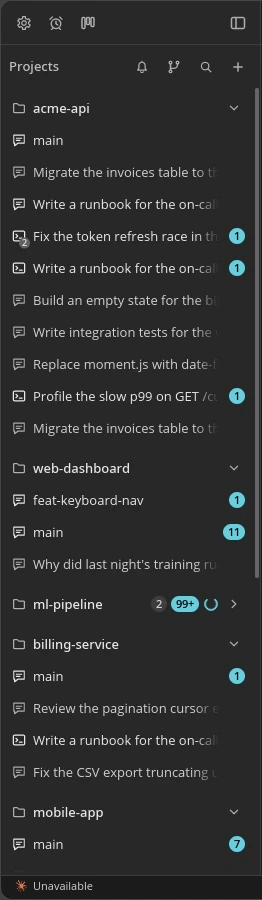 Projects
acme-api
main
Migrate the invoices table to th
Write a runbook for the on-call
2 Fix the token refresh race in th 1
Write a runbook for the on-call 1
Build an empty state for the
Write integration tests for the
Replace moment.js with date-f
Profile the slow p99 on GET 1
Migrate the invoices table to th
web-dashboard
feat-keyboard-nav 1
main 11
Why did last night's training ru
ml-pipeline 2 99+
billing-service
main 1
Review the pagination cursor
Write a runbook for the on-call
Fix the CSV export truncating
mobile-app
main 7
Unavailable